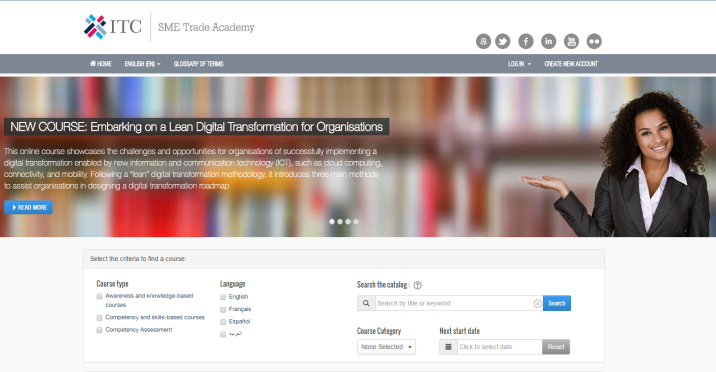 ITC SME Trade Academy
HOME ENGLISH (EN) GLOSSARY OF TERMS LOG IN CREATE NEW ACCOUNT
NEW COURSE: Embarking on a Lean Digital Transformation for Organisations
This online course showcases the challenges and opportunities for organisations of successfully implementing a
digital transformation enabled by new information and communication technology (ICT), such as cloud computing,
connectivity, and mobility. Following a "lean" digital transformation methodology, it introduces three main methods
to assist organisations in designing a digital transformation roadmap.
READ MORE
Select the criteria to find a course:
Course type
Awareness and knowledge-based
courses
Competency and skills-based courses
Competency Assessment
Language
English
Français
Español
العربية
Search the catalog :
Search by title or keyword
Search
Course Category
None Selected
Next start date
Click to select date
Reset